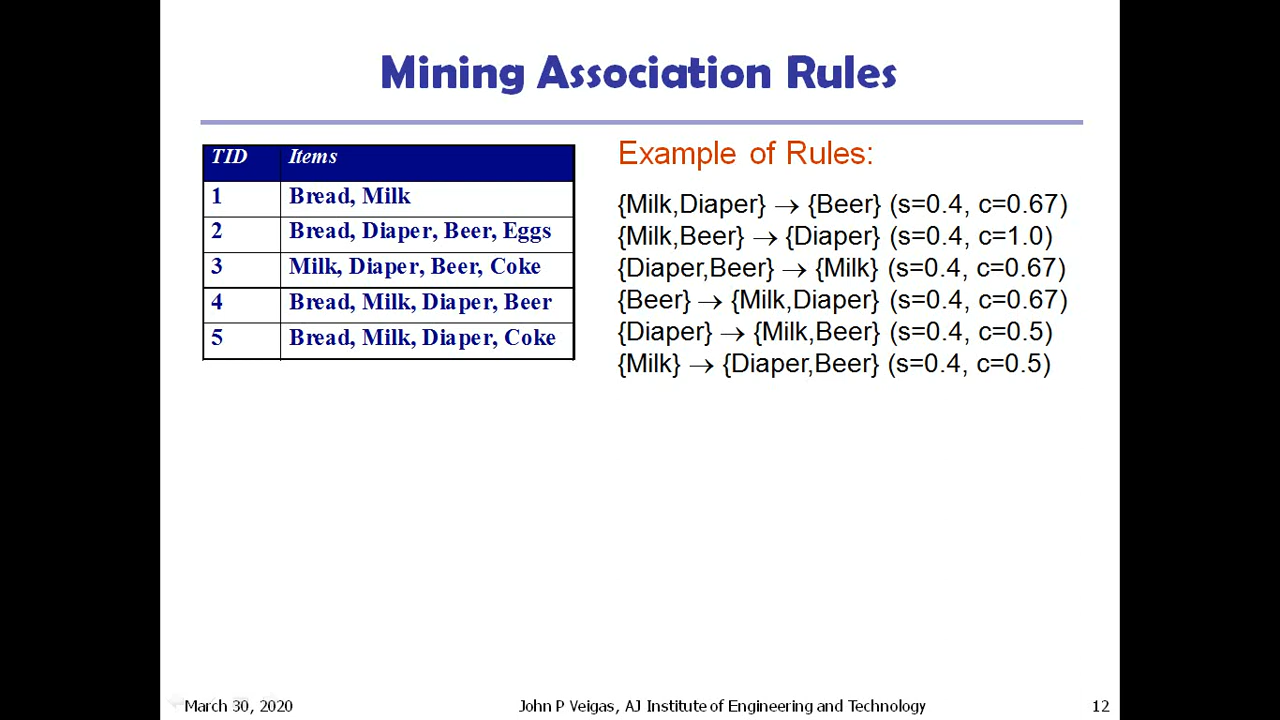 Mining Association Rules
TID Items
1 Bread, Milk
2 Bread, Diaper, Beer, Eggs
3 Milk, Diaper, Beer, Coke
4 Bread, Milk, Diaper, Beer
5 Bread, Milk, Diaper, Coke
Example of Rules:
{Milk,Diaper} → {Beer} (s=0.4, c=0.67)
{Milk,Beer} → {Diaper} (s=0.4, c=1.0)
{Diaper,Beer} → {Milk} (s=0.4, c=0.67)
{Beer} → {Milk,Diaper} (s=0.4, c=0.67)
{Diaper} → {Milk,Beer} (s=0.4, c=0.5)
{Milk} → {Diaper,Beer} (s=0.4, c=0.5)
March 30, 2020 John P Veigas, AJ Institute of Engineering and Technology 12